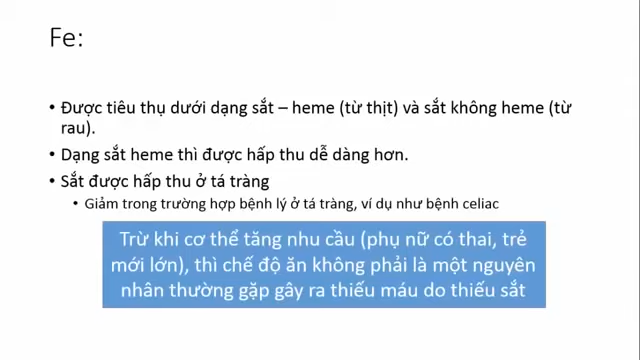 Fe:
• Được tiêu thụ dưới dạng sắt – heme (từ thịt) và sắt không heme (từ
rau).
• Dạng sắt heme thì được hấp thu dễ dàng hơn.
• Sắt được hấp thu ở tá tràng
• Giảm trong trường hợp bệnh lý ở tá tràng, ví dụ như bệnh celiac
Trừ khi cơ thể tăng nhu cầu (phụ nữ có thai, trẻ
mới lớn), thì chế độ ăn không phải là một nguyên
nhân thường gặp gây ra thiếu máu do thiếu sắt